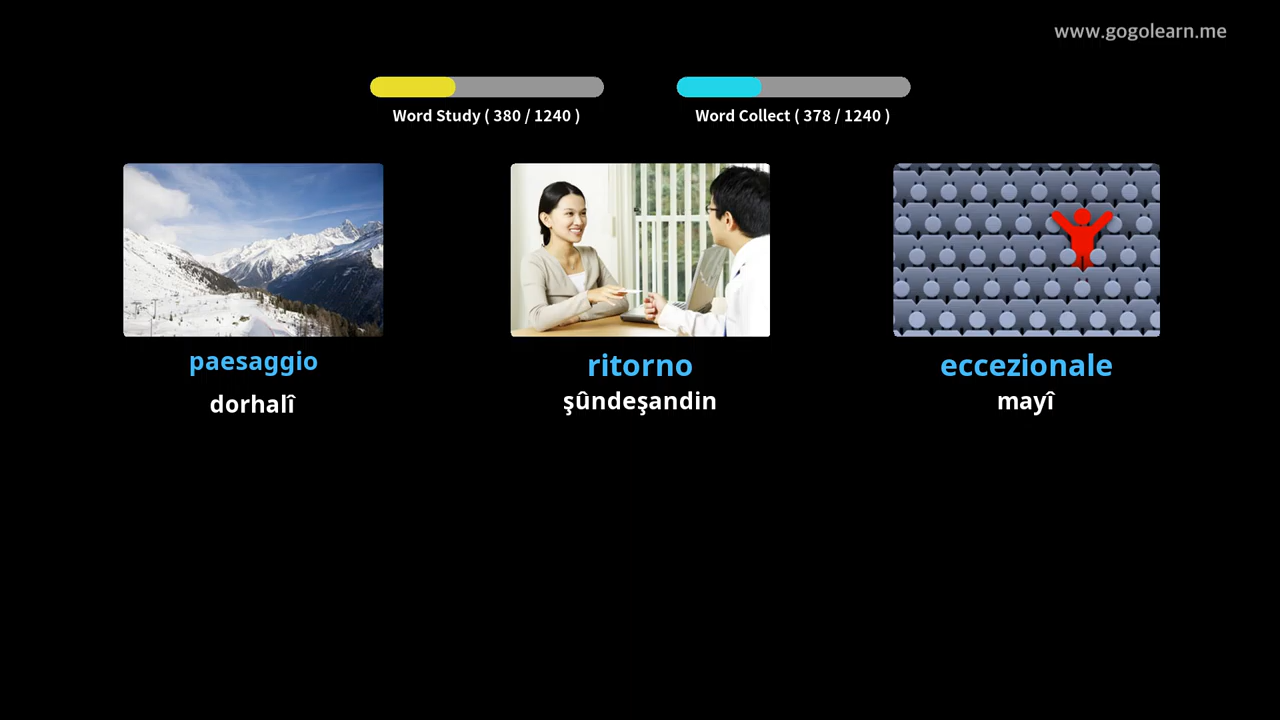 www.gogolearn.me
Word Study ( 380 / 1240 )
Word Collect ( 378 / 1240 )
paesaggio
dorhalî
ritorno
şûndeşandin
eccezionale
mayî